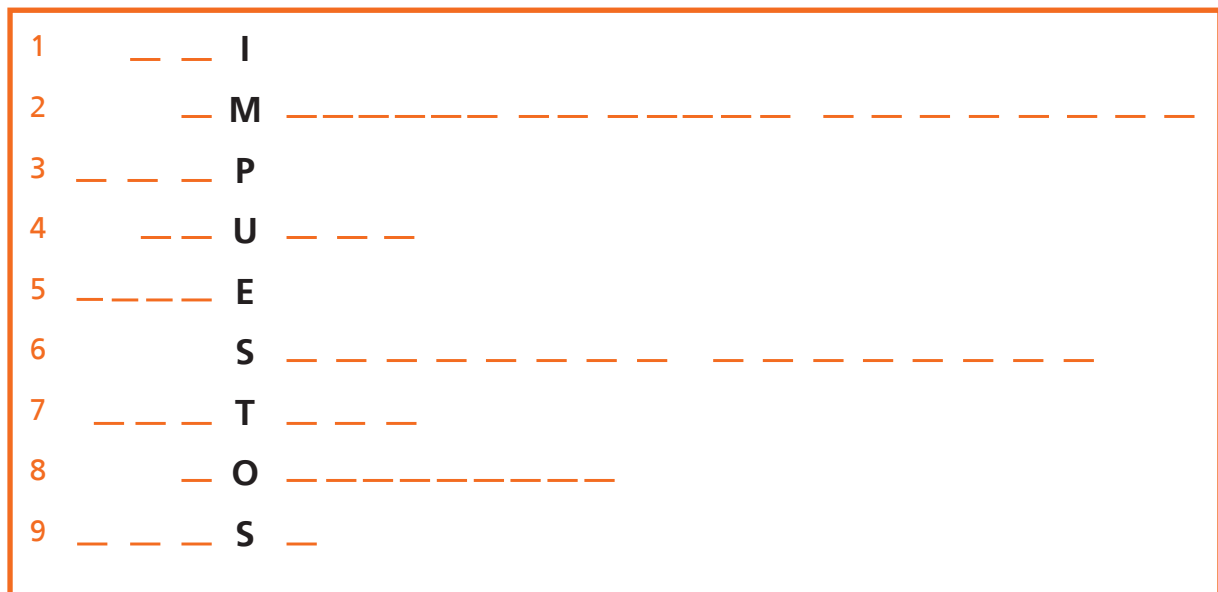 1 _ _ I
2 _ M _ _ _ _ _ _ _ _ _ _ _ _ _ _ _ _ _ _ _ _ _
3 _ _ _ P
4 _ _ U _ _ _
5 _ _ _ _ E
6 S _ _ _ _ _ _ _ _ _ _ _ _ _ _ _ _
7 _ _ _ T _ _ _
8 _ O _ _ _ _ _ _ _ _ _
9 _ _ _ S _